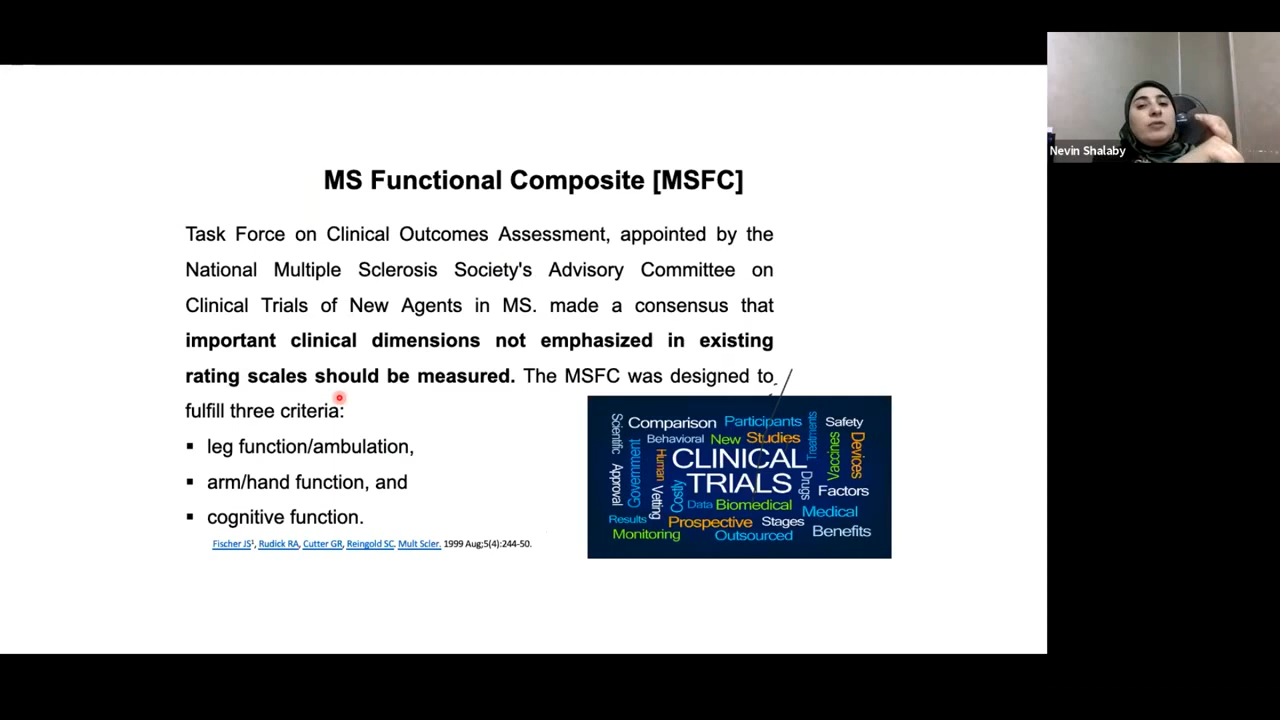 MS Functional Composite [MSFC]
Task Force on Clinical Outcomes Assessment, appointed by the
National Multiple Sclerosis Society's Advisory Committee on
Clinical Trials of New Agents in MS. made a consensus that
important clinical dimensions not emphasized in existing
rating scales should be measured. The MSFC was designed to
fulfill three criteria:
▪ leg function/ambulation,
▪ arm/hand function, and
▪ cognitive function.
Fischer JS¹, Rudick RA, Cutter GR, Reingold SC. Mult Scler. 1999 Aug;5(4):244-50.
Scientific
Approval
Comparison Participants Safety
Behavioral New Studies
Government
Human
Vetting
Costly
CLINICAL
TRIALS
Treatments
Vaccines
Devices
Drugs
Factors
Data Biomedical Medical
Results Prospective Stages Benefits
Monitoring Outsourced
Nevin Shalaby